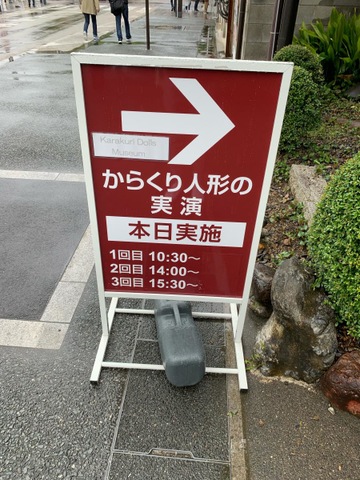 Karakuri Dolls
Museum
からくり人形の
実演
本日実施
1回目 10:30〜
2回目 14:00〜
3回目 15:30〜